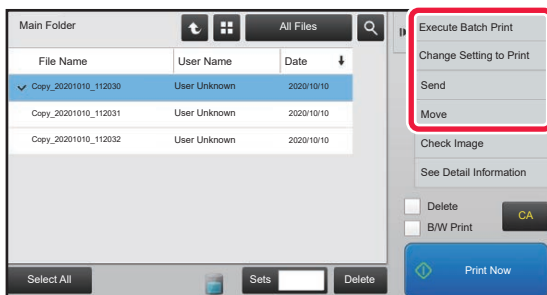 Main Folder
All Files
File Name
User Name
Date
Copy_20201010_112030
User Unknown
2020/10/10
Copy_20201010_112031
User Unknown
2020/10/10
Copy_20201010_112032
User Unknown
2020/10/10
Select All
Sets
Delete
Execute Batch Print
Change Setting to Print
Send
Move
Check Image
See Detail Information
Delete
B/W Print
CA
Print Now